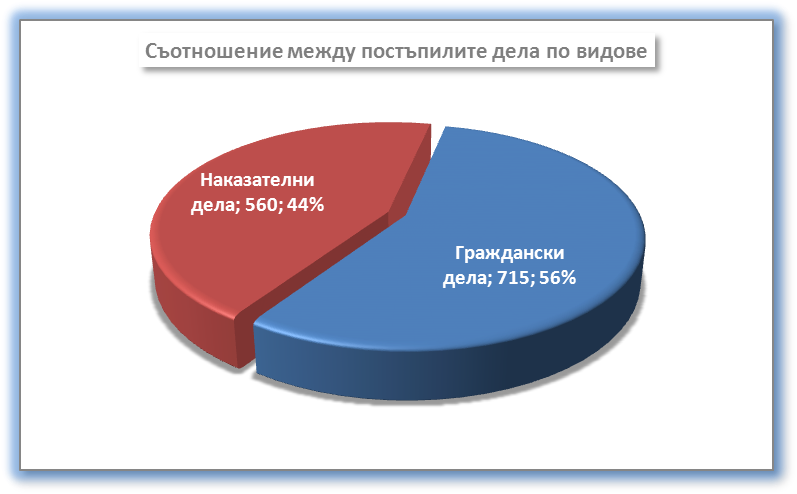 Съотношение между постъпилите дела по видове
Наказателни
дела; 560; 44%
Граждански
дела; 715; 56%